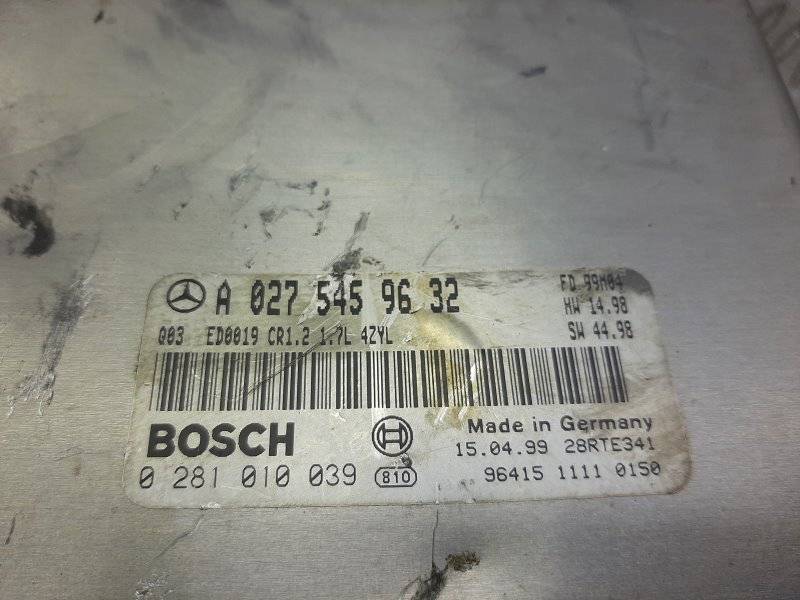 A 027 545 96 32
FD 99M04
HW 14.98
SW 44.98
Q03 ED0019 CR1.2 1.7L 4ZYL
BOSCH
Made in Germany
15.04.99 28RTE341
0 281 010 039 810
96415 1111 0150